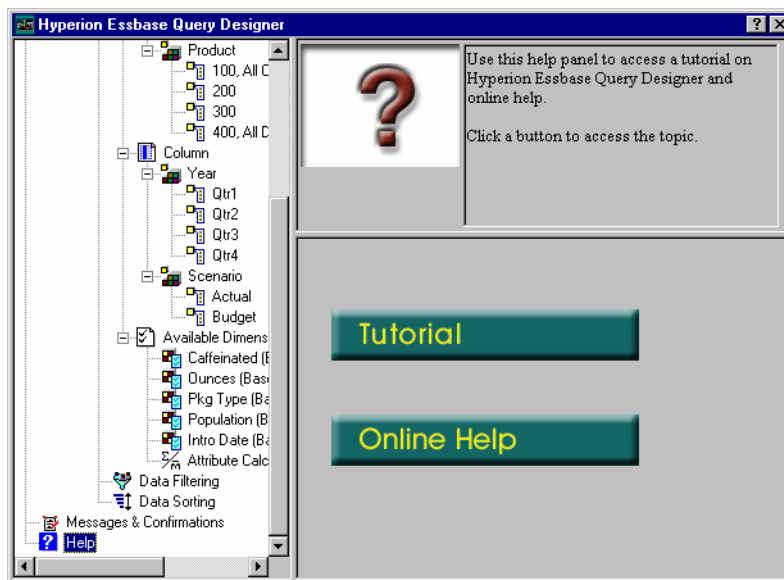 Hyperion Essbase Query Designer
Product
100, All C
200
300
400, All D
Column
Year
Qtr1
Qtr2
Qtr3
Qtr4
Scenario
Actual
Budget
Available Dimens
Caffeinated (B
Ounces (Base
Pkg Type (Ba
Population (B
Intro Date (Ba
Attribute Calc
Data Filtering
Data Sorting
Messages & Confirmations
Help
Use this help panel to access a tutorial on
Hyperion Essbase Query Designer and
online help.
Click a button to access the topic.
Tutorial
Online Help